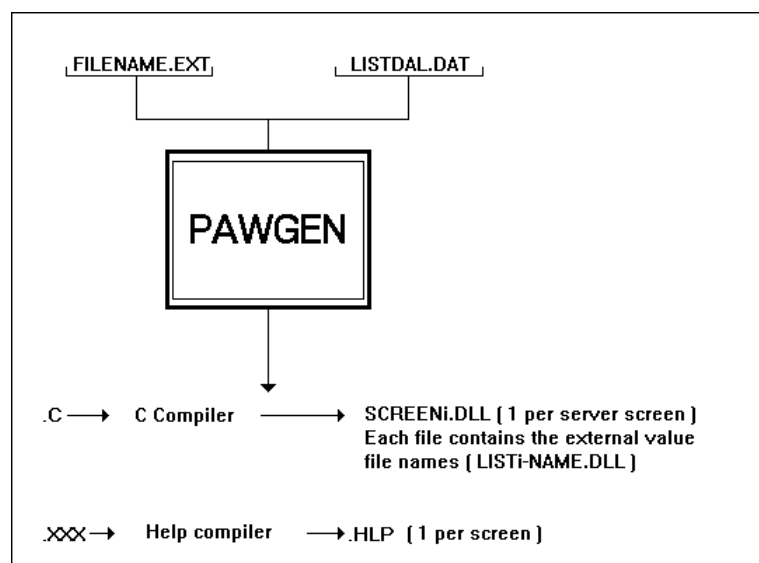 FILENAME.EXT
LISTDAL.DAT
PAWGEN
.C C Compiler SCREENi.DLL ( 1 per server screen )
Each file contains the external value
file names ( LISTi-NAME.DLL )
.XXX Help compiler .HLP ( 1 per screen )